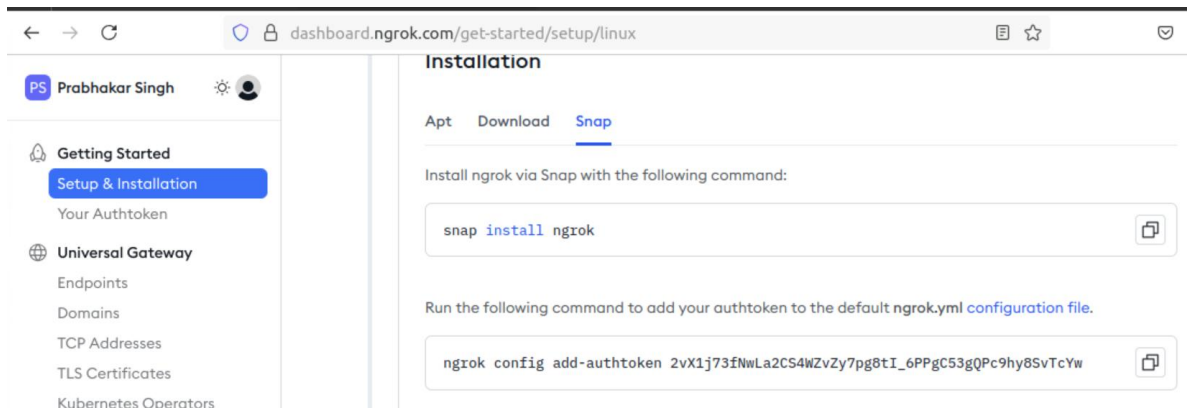 dashboard.ngrok.com/get-started/setup/linux
PS Prabhakar Singh
Getting Started
Setup & Installation
Your Authtoken
Universal Gateway
Endpoints
Domains
TCP Addresses
TLS Certificates
Kubernetes Operators
Installation
Apt Download Snap
Install ngrok via Snap with the following command:
snap install ngrok
Run the following command to add your authtoken to the default ngrok.yml configuration file.
ngrok config add-authtoken 2vX1j73fNwLa2CS4WZvZy7pg8tI_6PPgC53gQPc9hy8SvTcYw